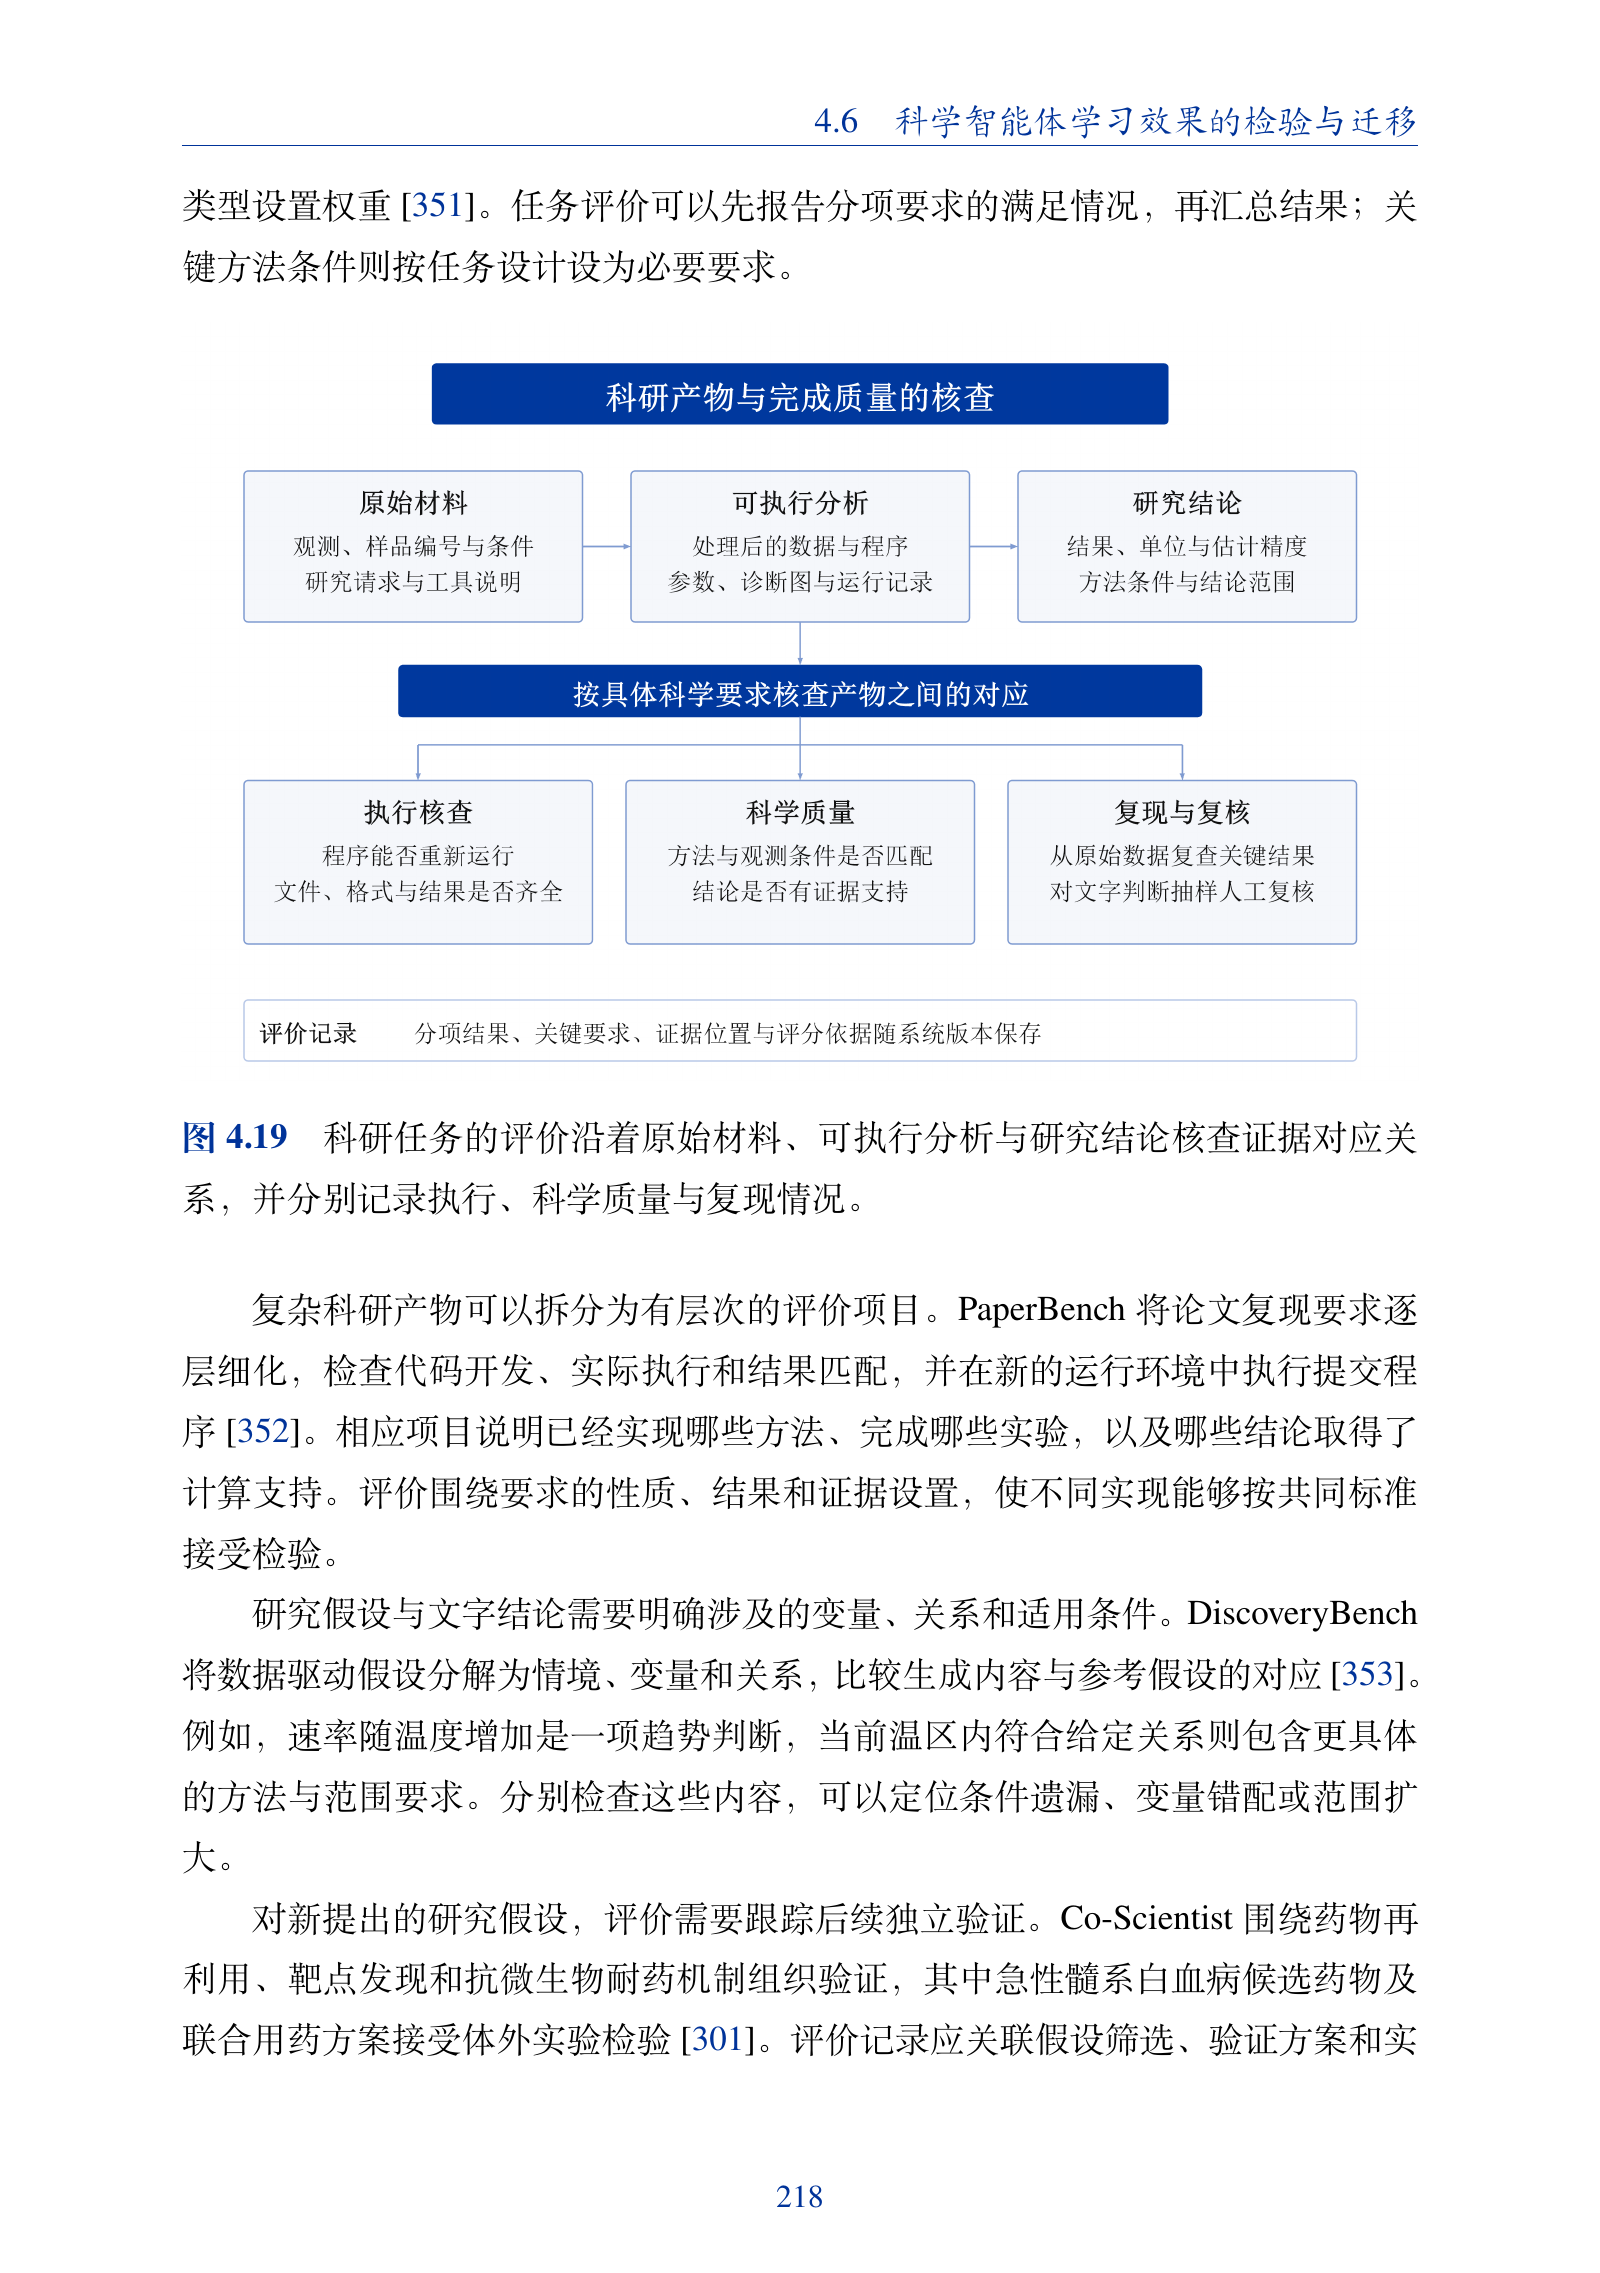 4.6 科学智能体学习效果的检验与迁移
类型设置权重 [351]。任务评价可以先报告分项要求的满足情况，再汇总结果；关
键方法条件则按任务设计设为必要要求。
科研产物与完成质量的核查
原始材料
观测、样品编号与条件
研究请求与工具说明
可执行分析
处理后的数据与程序
参数、诊断图与运行记录
研究结论
结果、单位与估计精度
方法条件与结论范围
按具体科学要求核查产物之间的对应
执行核查
程序能否重新运行
文件、格式与结果是否齐全
科学质量
方法与观测条件是否匹配
结论是否有证据支持
复现与复核
从原始数据复查关键结果
对文字判断抽样人工复核
评价记录 分项结果、关键要求、证据位置与评分依据随系统版本保存
图 4.19 科研任务的评价沿着原始材料、可执行分析与研究结论核查证据对应关
系，并分别记录执行、科学质量与复现情况。
复杂科研产物可以拆分为有层次的评价项目。PaperBench 将论文复现要求逐
层细化，检查代码开发、实际执行和结果匹配，并在新的运行环境中执行提交程
序 [352]。相应项目说明已经实现哪些方法、完成哪些实验，以及哪些结论取得了
计算支持。评价围绕要求的性质、结果和证据设置，使不同实现能够按共同标准
接受检验。
研究假设与文字结论需要明确涉及的变量、关系和适用条件。DiscoveryBench
将数据驱动假设分解为情境、变量和关系，比较生成内容与参考假设的对应 [353]。
例如，速率随温度增加是一项趋势判断，当前温区内符合给定关系则包含更具体
的方法与范围要求。分别检查这些内容，可以定位条件遗漏、变量错配或范围扩
大。
对新提出的研究假设，评价需要跟踪后续独立验证。Co-Scientist 围绕药物再
利用、靶点发现和抗微生物耐药机制组织验证，其中急性髓系白血病候选药物及
联合用药方案接受体外实验检验 [301]。评价记录应关联假设筛选、验证方案和实
218